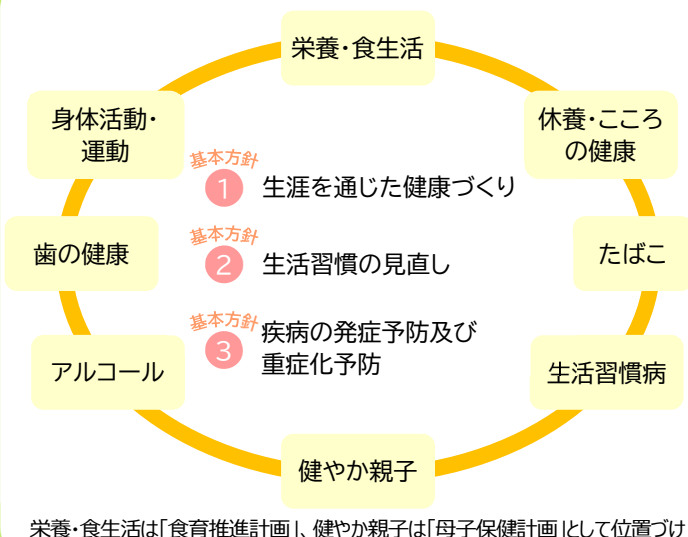 栄養・食生活
身体活動・
運動
休養・こころ
の健康
基本方針
1 生涯を通じた健康づくり
歯の健康
基本方針
2 生活習慣の見直し
たばこ
基本方針
3 疾病の発症予防及び
重症化予防
アルコール
生活習慣病
健やか親子
栄養・食生活は「食育推進計画」、健やか親子は「母子保健計画」として位置づけ